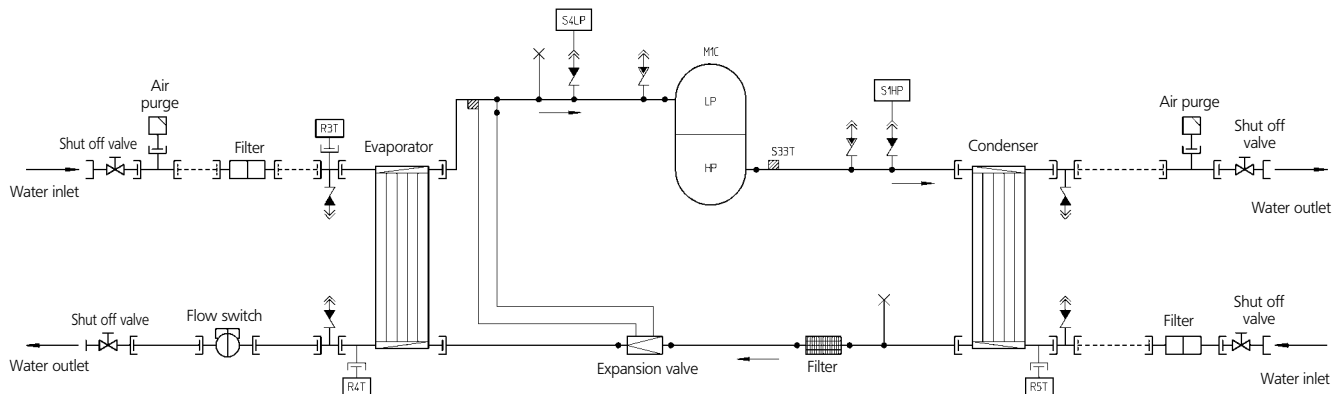 S4LP
M1C
LP
HP
S1HP
S33T
Air
purge
Shut off valve
Filter
R3T
Evaporator
Water inlet
Condenser
Air purge
Shut off
valve
Water outlet
Shut off valve
Flow switch
Water outlet
R4T
Expansion valve
Filter
R5T
Filter
Shut off
valve
Water inlet